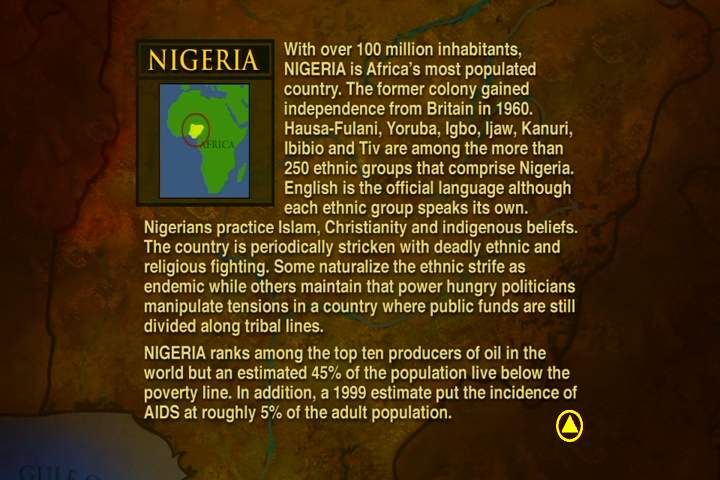 NIGERIA
AFRICA
With over 100 million inhabitants,
NIGERIA is Africa's most populated
country. The former colony gained
independence from Britain in 1960.
Hausa-Fulani, Yoruba, Igbo, Ijaw, Kanuri,
Ibibio and Tiv are among the more than
250 ethnic groups that comprise Nigeria.
English is the official language although
each ethnic group speaks its own.
Nigerians practice Islam, Christianity and indigenous beliefs.
The country is periodically stricken with deadly ethnic and
religious fighting. Some naturalize the ethnic strife as
endemic while others maintain that power hungry politicians
manipulate tensions in a country where public funds are still
divided along tribal lines.
NIGERIA ranks among the top ten producers of oil in the
world but an estimated 45% of the population live below the
poverty line. In addition, a 1999 estimate put the incidence of
AIDS at roughly 5% of the adult population.